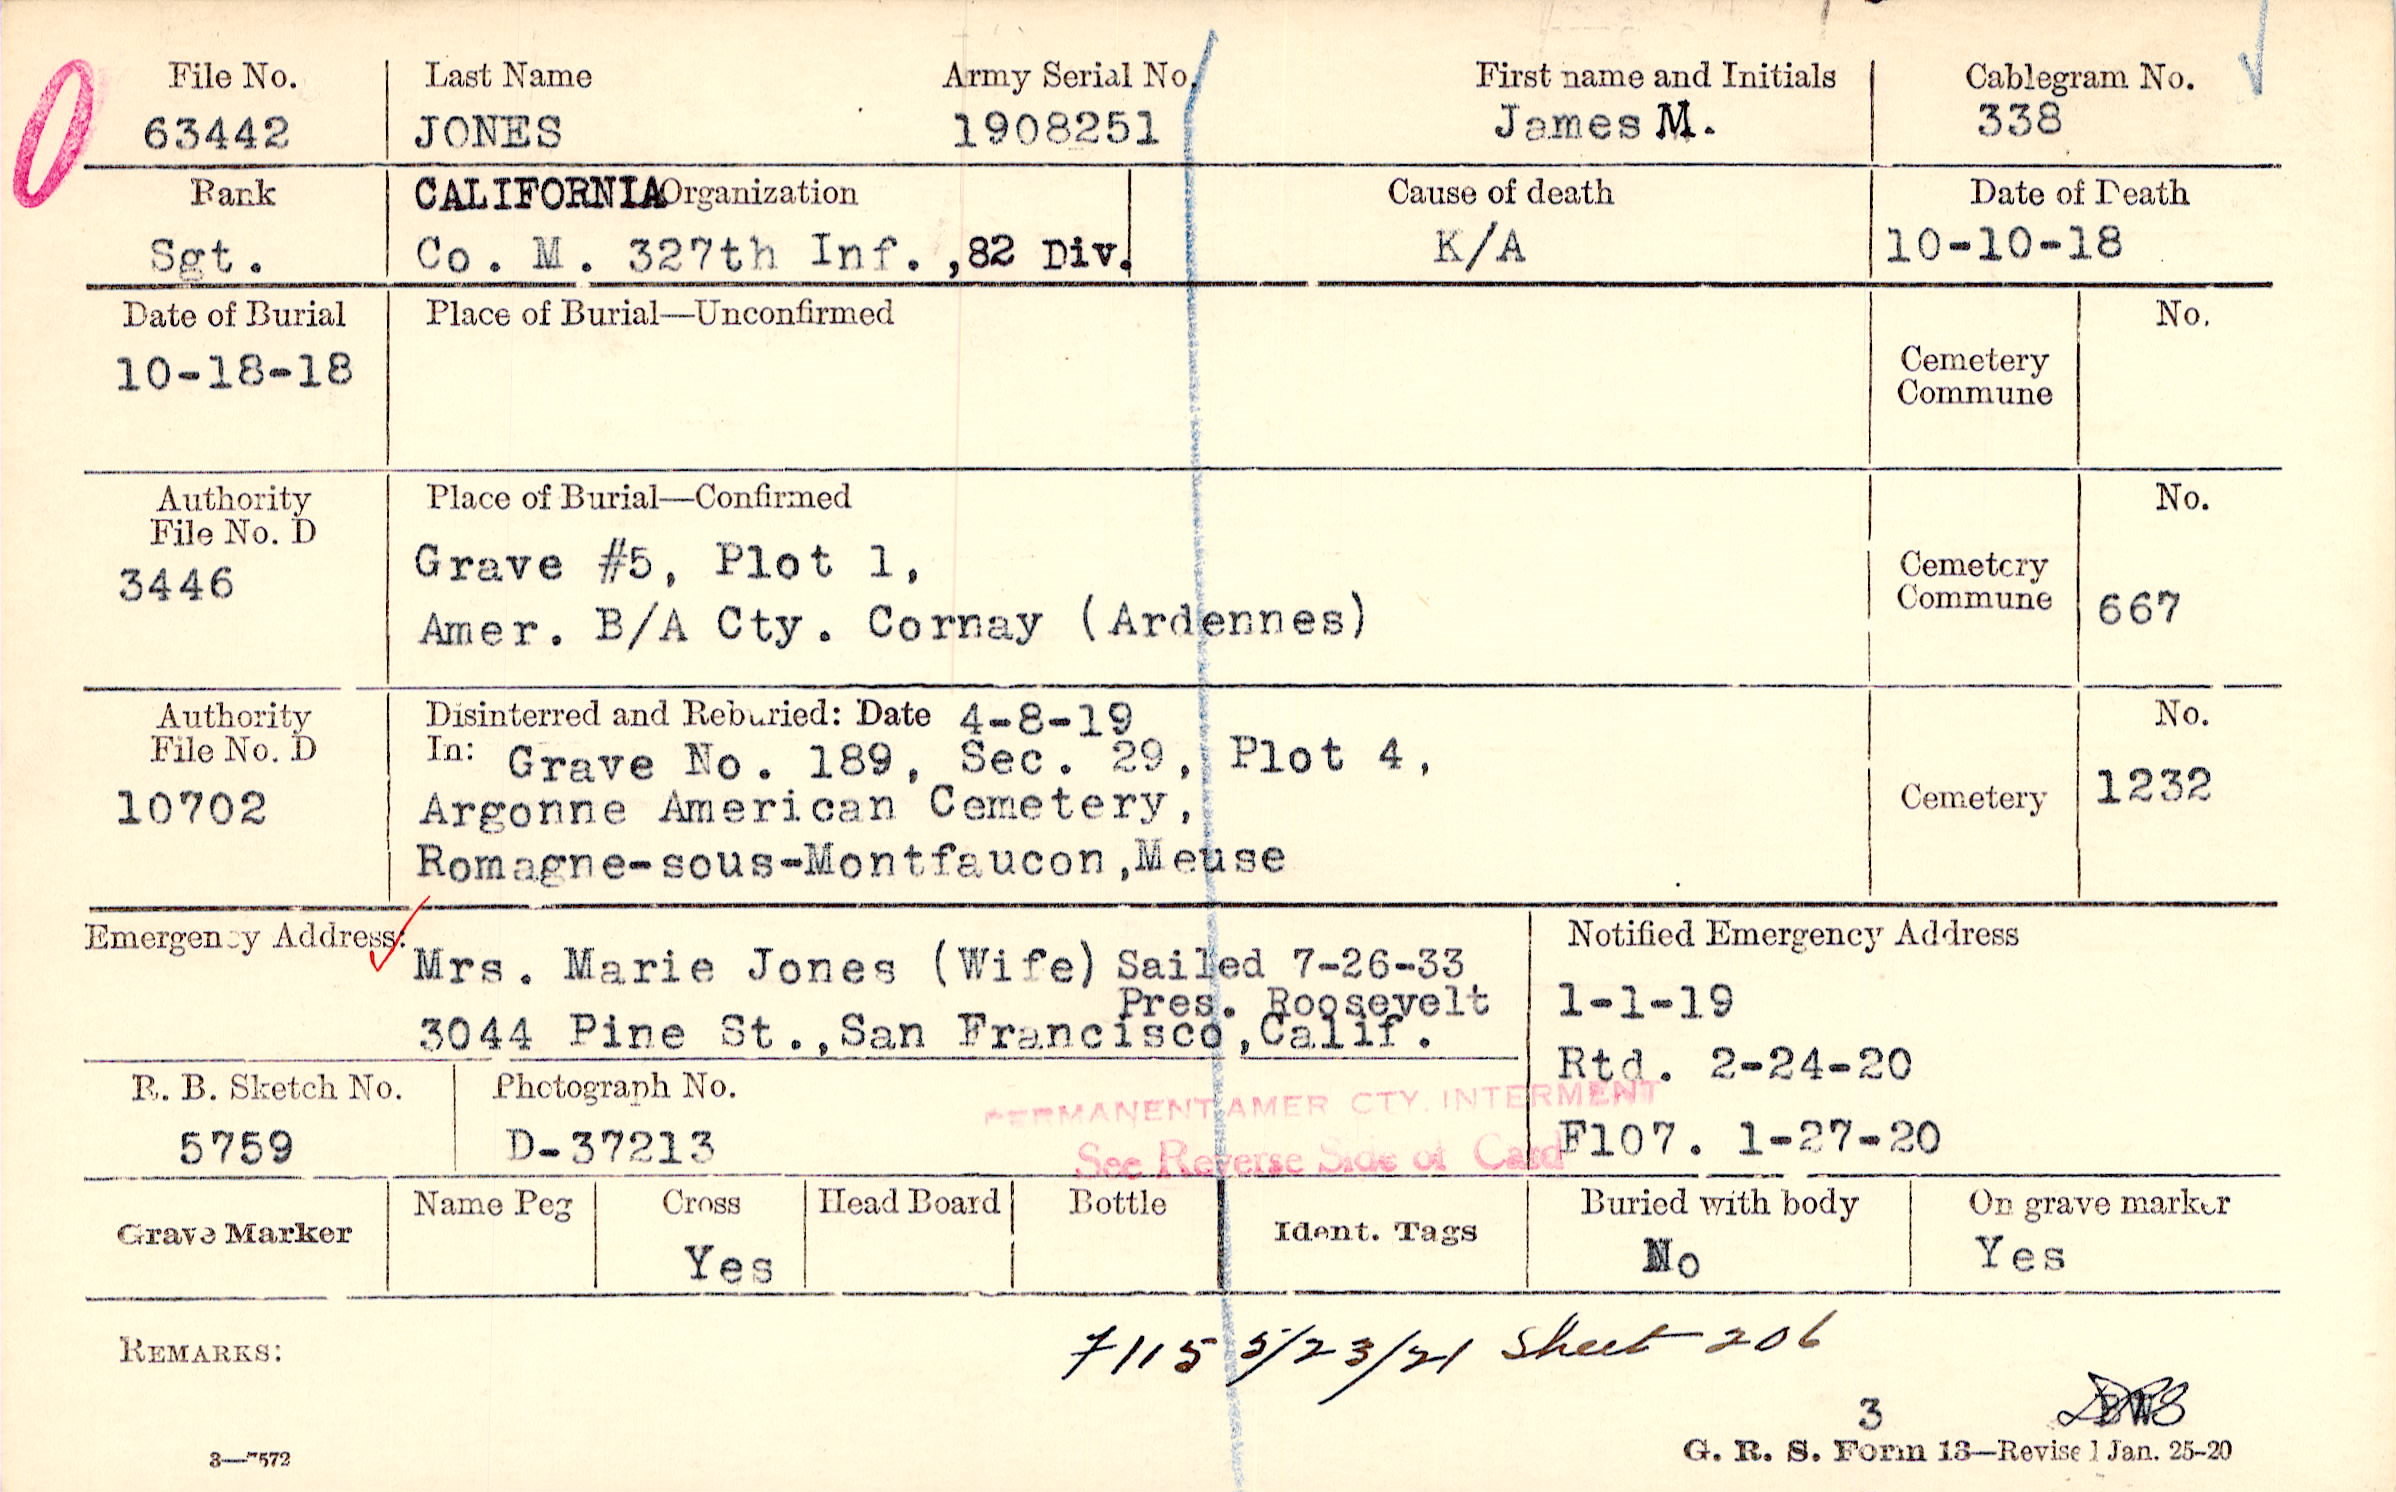 File No. Last Name Army Serial No. First name and Initials Cablegram No.
63442 JONES 1908251 James M. 338
Rank CALIFORNIA Organization Cause of death Date of Death
Sgt. Co. M. 327th Inf.,82 Div. K/A 10-10-18
Date of Burial Place of Burial—Unconfirmed No.
10-18-18
Cemetery
Commune
Authority Place of Burial—Confirmed No.
File No. D
3446
Grave #5, Plot 1,
Amer. B/A Cty. Cornay (Ardennes)
Cemetery
Commune
667
Authority Disinterred and Reburied: Date 4-8-19 No.
File No. D In: Grave No. 189, Sec. 29, Plot 4,
10702 Argonne American Cemetery, Cemetery 1232
Romagne-sous-Montfaucon,Meuse
Emergency Address: Notified Emergency Address
Mrs. Marie Jones (Wife) Sailed 7-26-33
Pres. Roosevelt
3044 Pine St.,San Francisco,Calif.
1-1-19
Rtd. 2-24-20
F107. 1-27-20
R. B. Sketch No. Photograph No.
5759 D-37213
PERMANENT AMER CTY. INTERMENT
See Reverse Side of Card
Grave Marker Name Peg Cross Head Board Bottle Ident. Tags Buried with body On grave marker
Yes No Yes
REMARKS:
7115 5/23/21 Sheet 206
3
3—7572
G. R. S. Form 13—Revised Jan. 25-20